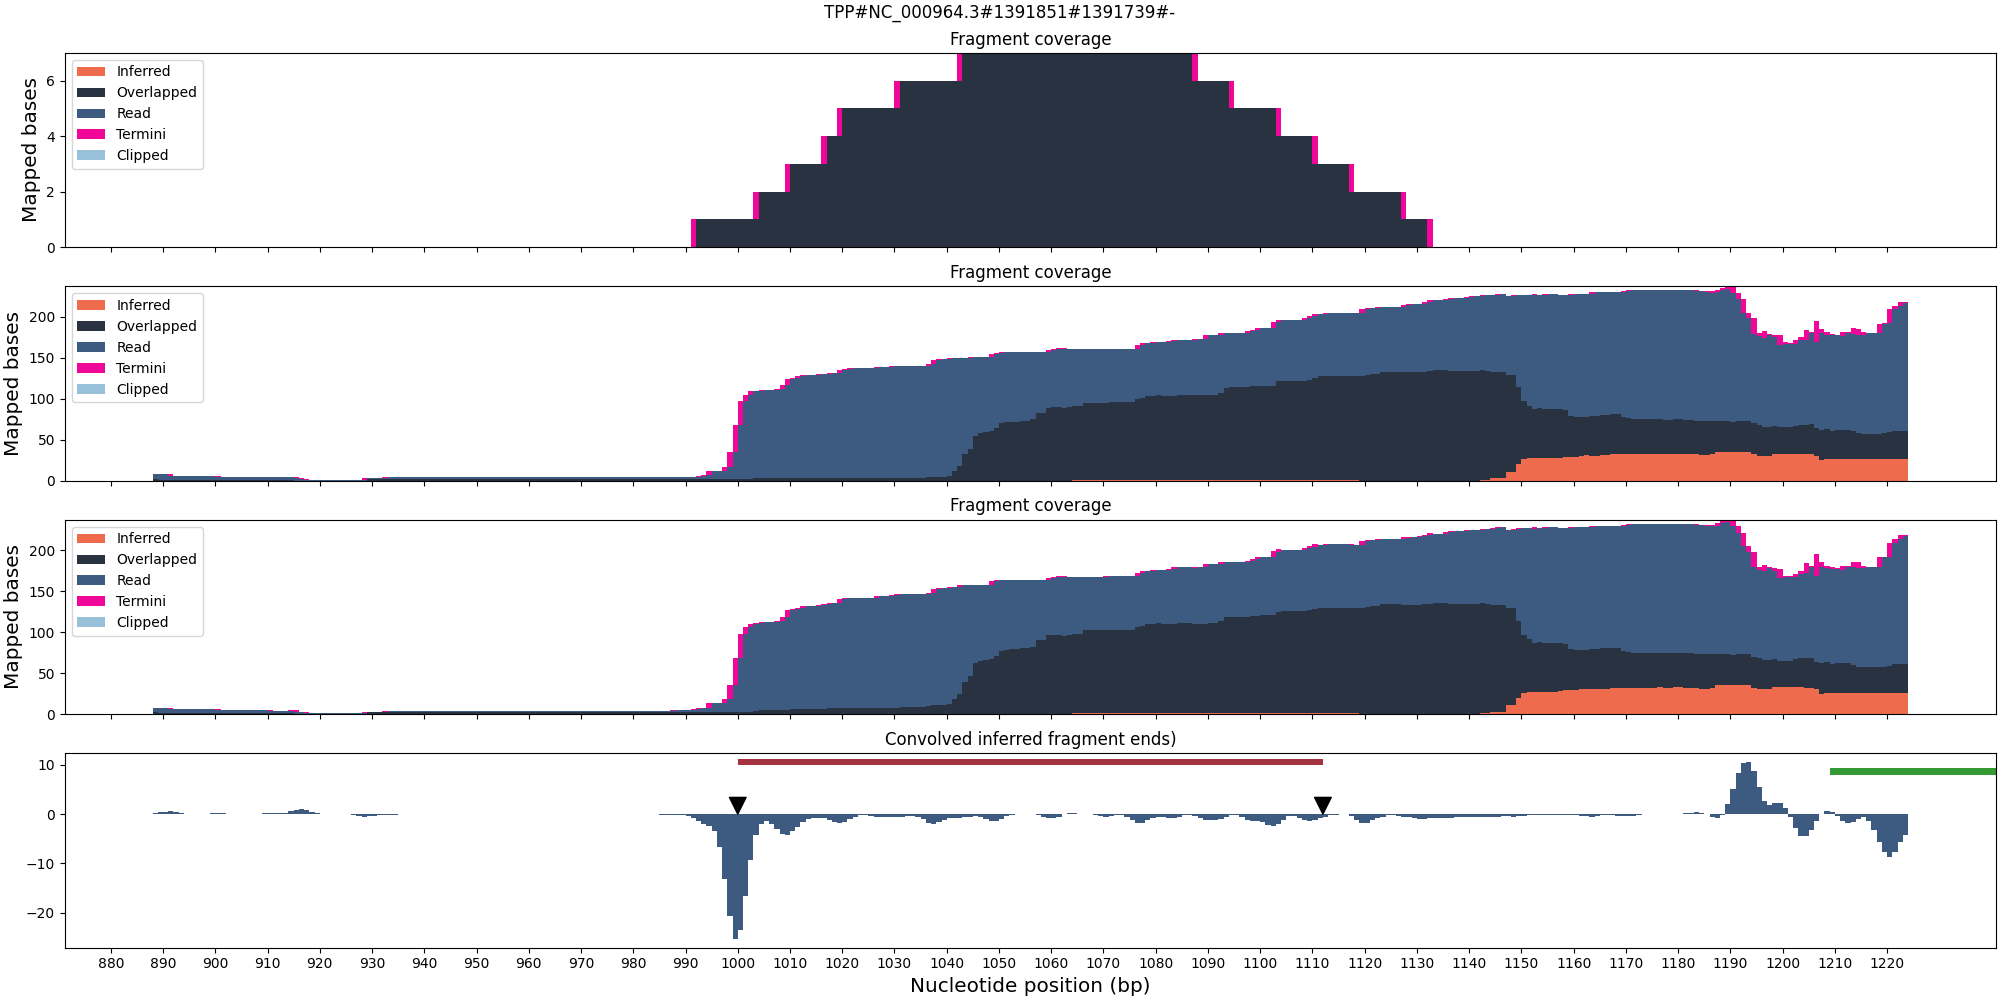 TPP#NC_000964.3#1391851#1391739#-
Fragment coverage
Mapped bases
6
4
2
0
Inferred
Overlapped
Read
Termini
Clipped
Fragment coverage
Mapped bases
200
150
100
50
0
Inferred
Overlapped
Read
Termini
Clipped
Fragment coverage
Mapped bases
200
150
100
50
0
Inferred
Overlapped
Read
Termini
Clipped
Convolved inferred fragment ends)
10
0
−10
−20
880 890 900 910 920 930 940 950 960 970 980 990 1000 1010 1020 1030 1040 1050 1060 1070 1080 1090 1100 1110 1120 1130 1140 1150 1160 1170 1180 1190 1200 1210 1220
Nucleotide position (bp)